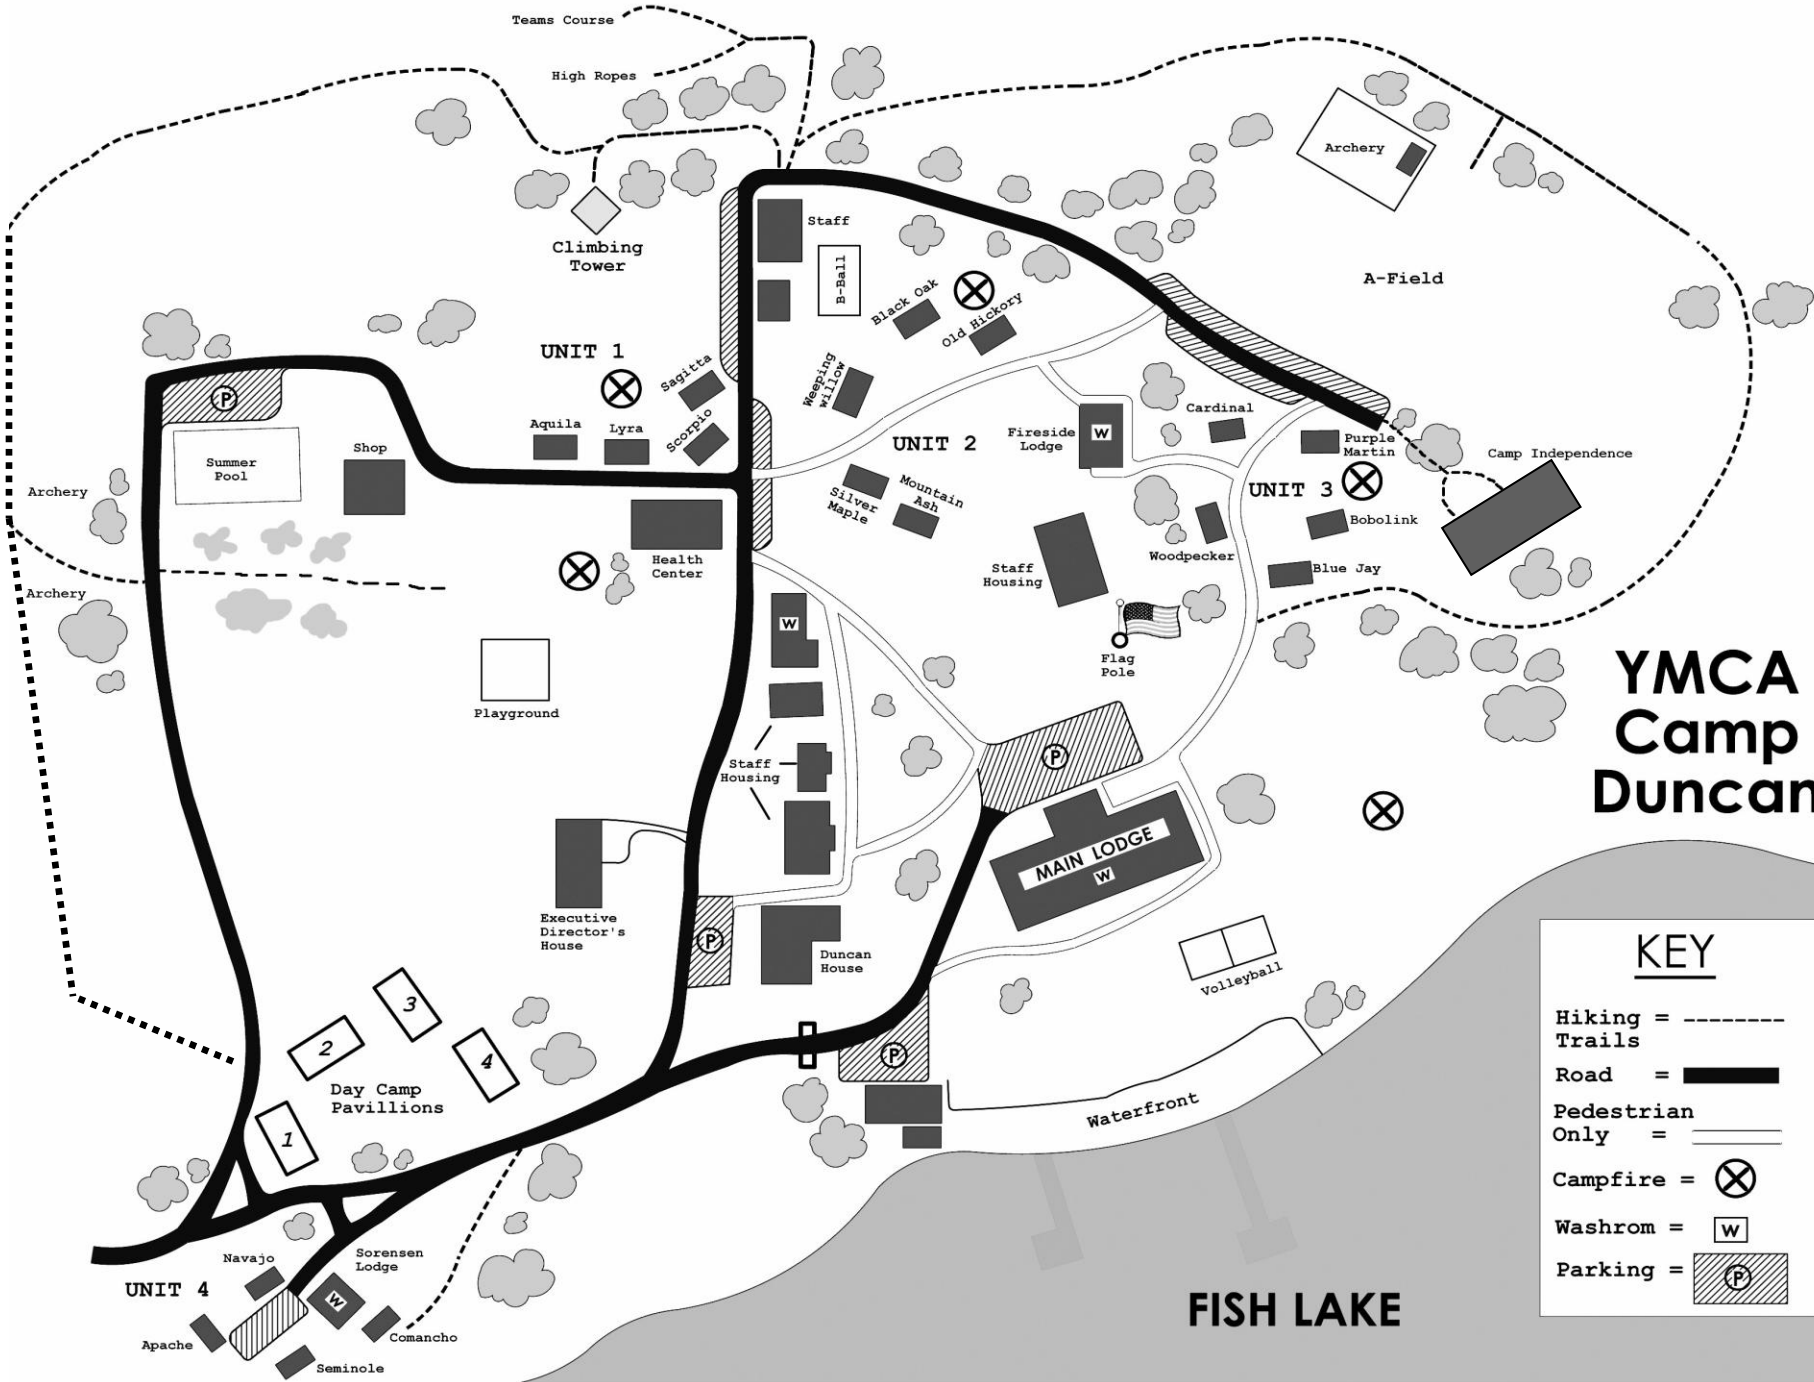 Teams Course
High Ropes
Climbing
Tower
Staff
B-Ball
Black Oak
Old Hickory
Weeping
Willow
Archery
A-Field
UNIT 1
Sagitta
Scorpio
Aquila
Lyra
P
Summer
Pool
Shop
Archery
Archery
Health
Center
UNIT 2
Silver
Maple
Mountain
Ash
Fireside
Lodge
W
Cardinal
Purple
Martin
Camp Independence
UNIT 3
Bobolink
Woodpecker
Blue Jay
Staff
Housing
Flag
Pole
W
Playground
Staff
Housing
P
MAIN LODGE
W
YMCA
Camp
Duncan
Executive
Director's
House
P
Duncan
House
Volleyball
P
Waterfront
3
2
4
1
Day Camp
Pavillions
Navajo
Sorensen
Lodge
W
UNIT 4
Apache
Comancho
Seminole
FISH LAKE
KEY
Hiking =
Trails
Road =
Pedestrian
Only =
Campfire =
Washrom = W
Parking = P